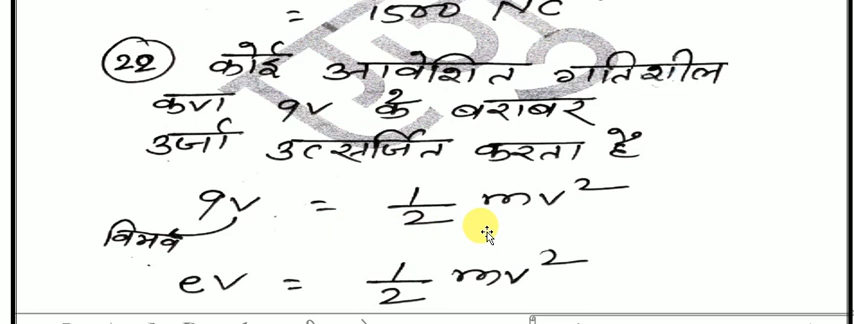 = 1500 NC
22 कोई आवेशित गतिशील
कण qv के बराबर
उर्जा उत्सर्जित करता है
qv = 1/2 mv²
विभव
ev = 1/2 mv²